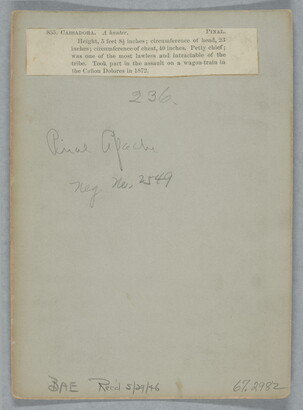 855. CASSADORA. A hunter. PINAL.
Height, 5 feet 8½ inches; circumference of head, 23
inches; circumference of chest, 40 inches. Petty chief;
was one of the most lawless and intractable of the
tribe. Took part in the assault on a wagon-train in
the Cañon Dolores in 1872.
236.
Pinal Apache
Neg. No. 2549
BAE Rec'd 3/29/46
67.2982